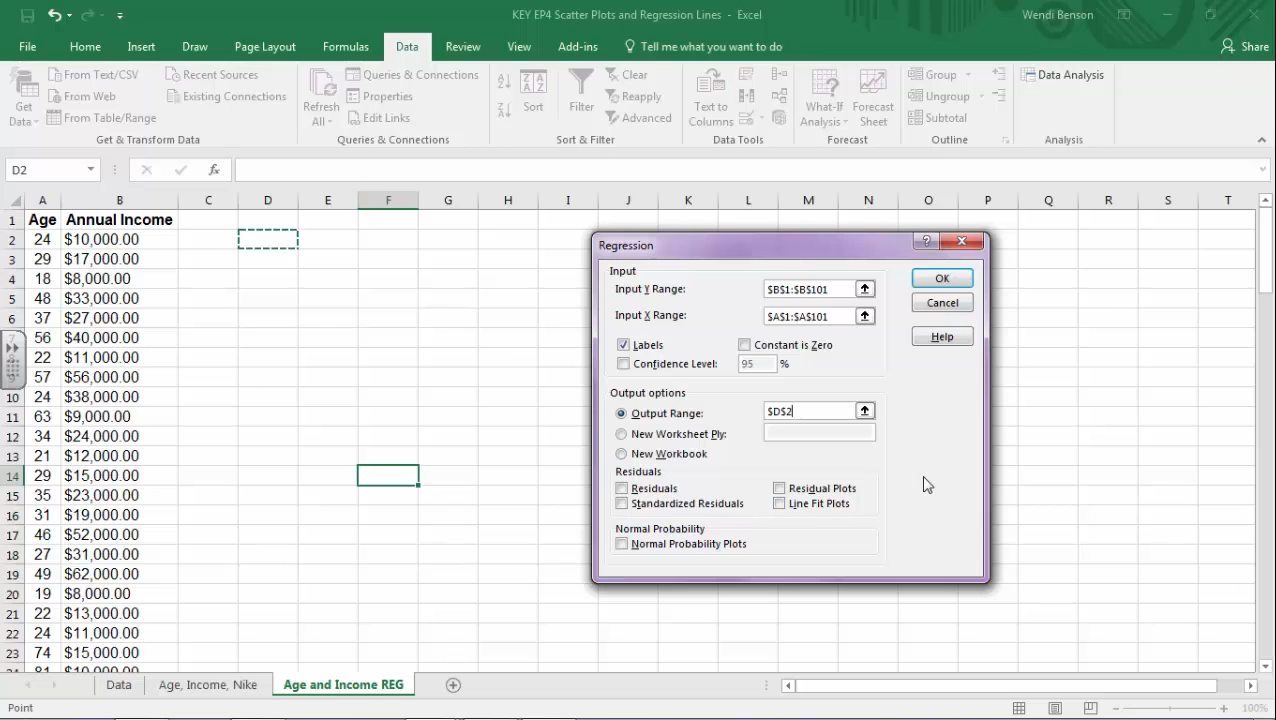 KEY EP4 Scatter Plots and Regression Lines - Excel
Wendi Benson
File Home Insert Draw Page Layout Formulas Data Review View Add-ins Tell me what you want to do Share
Get Data
From Text/CSV
From Web
From Table/Range
Recent Sources
Existing Connections
Get & Transform Data
Refresh All
Queries & Connections
Properties
Edit Links
Queries & Connections
Sort
Filter
Clear
Reapply
Advanced
Sort & Filter
Text to Columns
Data Tools
What-If Analysis
Forecast Sheet
Forecast
Group
Ungroup
Subtotal
Outline
Data Analysis
Analysis
D2 fx
A B C D E F G H I J K L M N O P Q R S T
1 Age Annual Income
2 24 $10,000.00
3 29 $17,000.00
4 18 $8,000.00
5 48 $33,000.00
6 37 $27,000.00
7 56 $40,000.00
22 $11,000.00
9 57 $56,000.00
10 24 $38,000.00
11 63 $9,000.00
12 34 $24,000.00
13 21 $12,000.00
14 29 $15,000.00
15 35 $23,000.00
16 31 $19,000.00
17 46 $52,000.00
18 27 $31,000.00
19 49 $62,000.00
20 19 $8,000.00
21 22 $13,000.00
22 24 $11,000.00
23 74 $15,000.00
24 81 $10,000.00
Regression
Input
Input Y Range: $B$1:$B$101
Input X Range: $A$1:$A$101
Labels Constant is Zero
Confidence Level: 95 %
Output options
Output Range: $D$2
New Worksheet Ply:
New Workbook
Residuals
Residuals Residual Plots
Standardized Residuals Line Fit Plots
Normal Probability
Normal Probability Plots
OK
Cancel
Help
Data Age, Income, Nike Age and Income REG
Point
100%